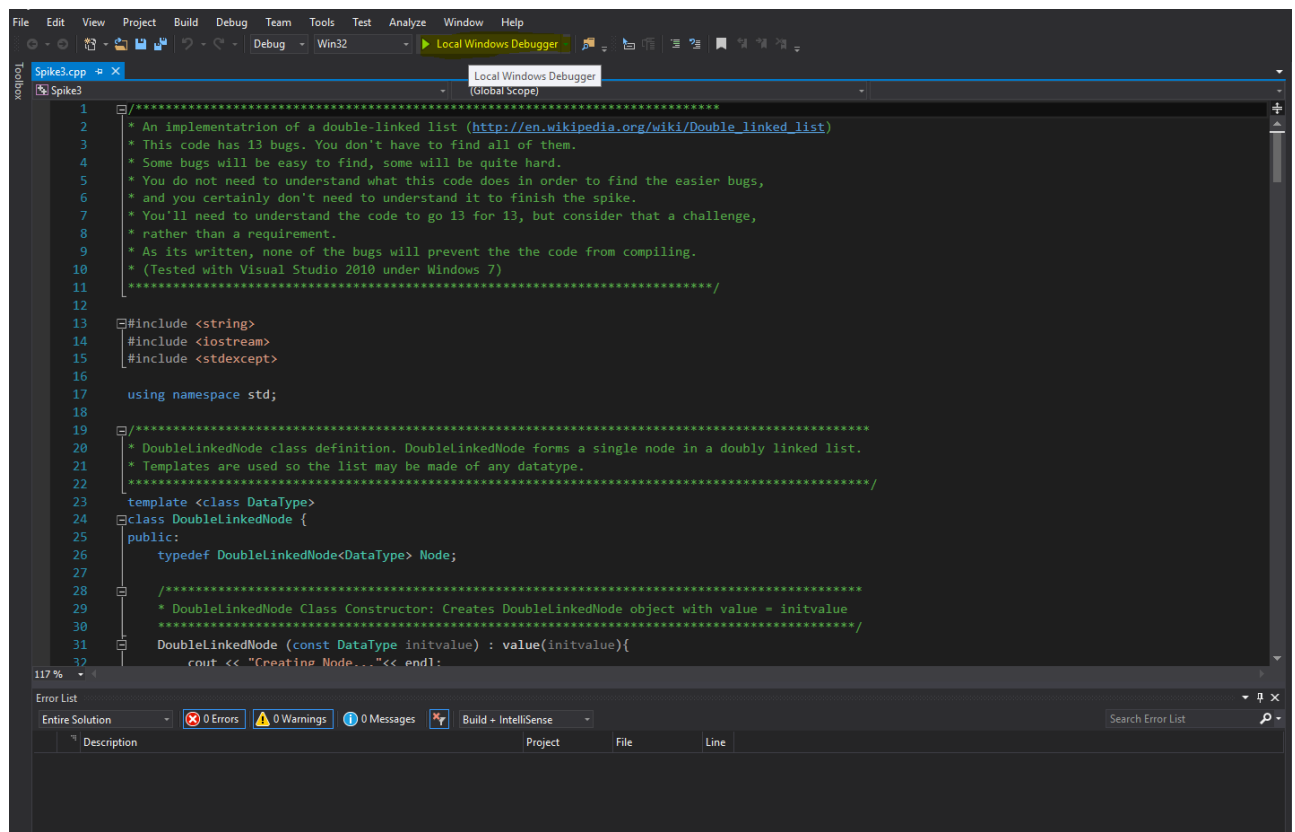 File Edit View Project Build Debug Team Tools Test Analyze Window Help
Debug Win32 Local Windows Debugger
Toolbox
Spike3.cpp
Local Windows Debugger
Spike3 (Global Scope)
1 /******************************************************************************
2 * An implementatrion of a double-linked list (http://en.wikipedia.org/wiki/Double_linked_list)
3 * This code has 13 bugs. You don't have to find all of them.
4 * Some bugs will be easy to find, some will be quite hard.
5 * You do not need to understand what this code does in order to find the easier bugs,
6 * and you certainly don't need to understand it to finish the spike.
7 * You'll need to understand the code to go 13 for 13, but consider that a challenge,
8 * rather than a requirement.
9 * As its written, none of the bugs will prevent the the code from compiling.
10 * (Tested with Visual Studio 2010 under Windows 7)
11 ******************************************************************************/
12
13 #include <string>
14 #include <iostream>
15 #include <stdexcept>
16
17 using namespace std;
18
19 /**************************************************************************************************
20 * DoubleLinkedNode class definition. DoubleLinkedNode forms a single node in a doubly linked list.
21 * Templates are used so the list may be made of any datatype.
22 ***************************************************************************************************/
23 template <class DataType>
24 class DoubleLinkedNode {
25 public:
26 typedef DoubleLinkedNode<DataType> Node;
27
28 /*********************************************************************************************
29 * DoubleLinkedNode Class Constructor: Creates DoubleLinkedNode object with value = initvalue
30 *********************************************************************************************/
31 DoubleLinkedNode (const DataType initvalue) : value(initvalue){
32 cout << "Creating Node..."<< endl;
117 %
Error List
Entire Solution 0 Errors 0 Warnings 0 Messages Build + IntelliSense Search Error List
Description Project File Line